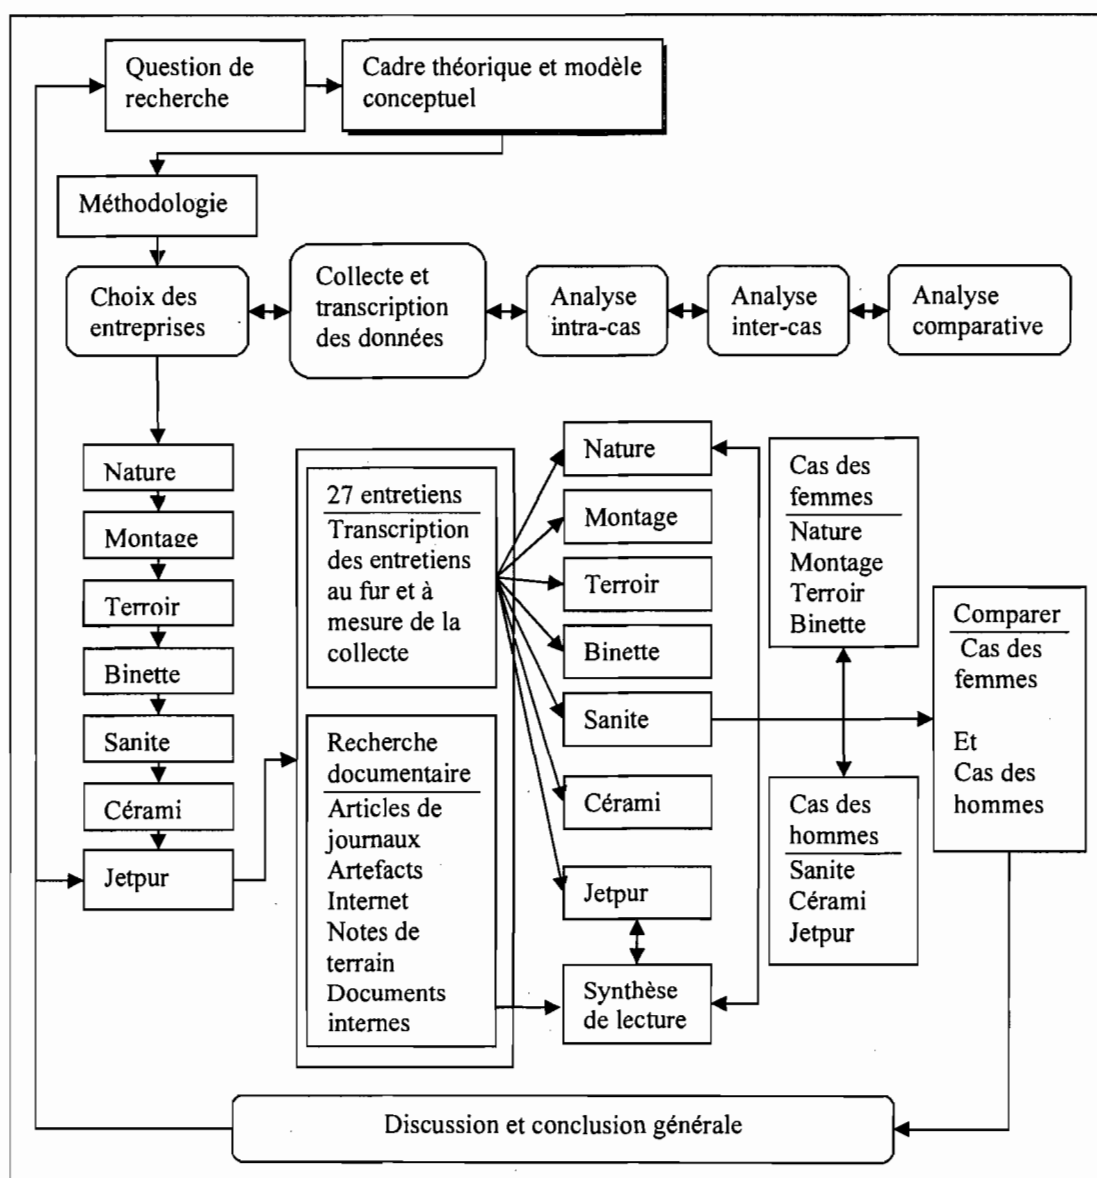 Question de
recherche
Cadre théorique et modèle
conceptuel
Méthodologie
Choix des
entreprises
Collecte et
transcription
des données
Analyse
intra-cas
Analyse
inter-cas
Analyse
comparative
Nature
Montage
Terroir
Binette
Sanite
Cérami
Jetpur
27 entretiens
Transcription
des entretiens
au fur et à
mesure de la
collecte
Recherche
documentaire
Articles de
journaux
Artefacts
Internet
Notes de
terrain
Documents
internes
Nature
Montage
Terroir
Binette
Sanite
Cérami
Jetpur
Synthèse
de lecture
Cas des
femmes
Nature
Montage
Terroir
Binette
Cas des
hommes
Sanite
Cérami
Jetpur
Comparer
Cas des
femmes
Et
Cas des
hommes
Discussion et conclusion générale